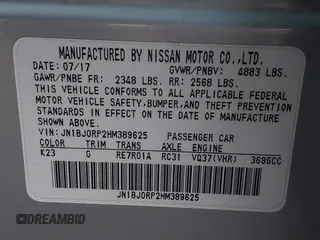 MANUFACTURED BY NISSAN MOTOR CO.,LTD.
DATE: 07/17 GVWR/PNBV: 4883 LBS.
GAWR/PNBE FR: 2348 LBS. RR: 2568 LBS.
THIS VEHICLE CONFORMS TO ALL APPLICABLE
FEDERAL MOTOR VEHICLE SAFETY, BUMPER,
AND THEFT PREVENTION STANDARDS IN EFFECT
ON THE DATE OF MANUFACTURE
SHOWN ABOVE.
VIN: JN1BJ0RP2HM389625 PASSENGER CAR
COLOR TRIM TRANS AXLE ENGINE
K23 G RE7R01A RC31 VQ37(VHR) 3696CC
JN1BJ0RP2HM389625
DREAMBID